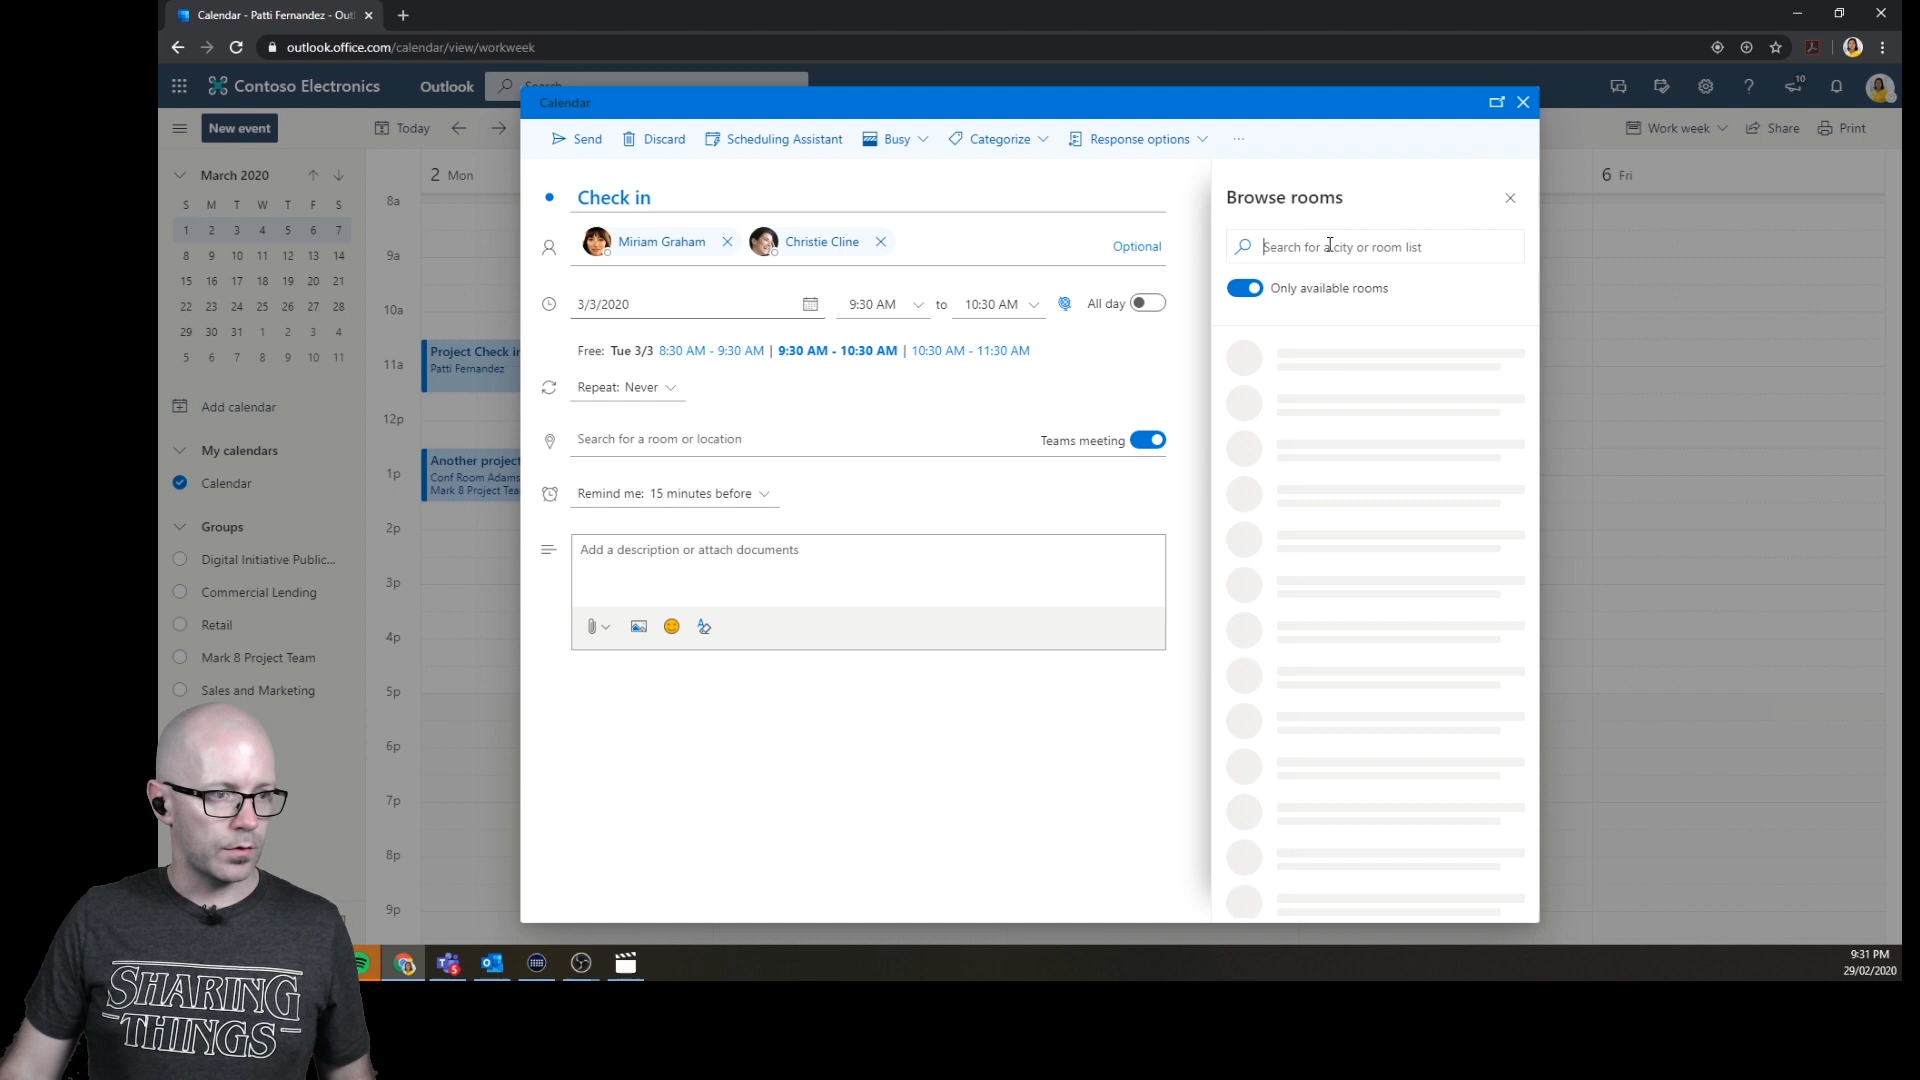 Calendar - Patti Fernandez - Out
outlook.office.com/calendar/view/workweek
Contoso Electronics
Outlook
Search
10
New event
Today
Work week
Share
Print
March 2020
S M T W T F S
1 2 3 4 5 6 7
8 9 10 11 12 13 14
15 16 17 18 19 20 21
22 23 24 25 26 27 28
29 30 31 1 2 3 4
5 6 7 8 9 10 11
Add calendar
My calendars
Calendar
Groups
Digital Initiative Public...
Commercial Lending
Retail
Mark 8 Project Team
Sales and Marketing
2 Mon
6 Fri
8a
9a
10a
11a
12p
1p
2p
3p
4p
5p
6p
7p
8p
9p
Project Check in
Patti Fernandez
Another project
Conf Room Adams
Mark 8 Project Tea
Calendar
Send
Discard
Scheduling Assistant
Busy
Categorize
Response options
...
Check in
Miriam Graham
Christie Cline
Optional
3/3/2020
9:30 AM
to
10:30 AM
All day
Free: Tue 3/3 8:30 AM - 9:30 AM | 9:30 AM - 10:30 AM | 10:30 AM - 11:30 AM
Repeat: Never
Search for a room or location
Teams meeting
Remind me: 15 minutes before
Add a description or attach documents
Browse rooms
Search for a city or room list
Only available rooms
5
9:31 PM
29/02/2020
SHARING
THINGS